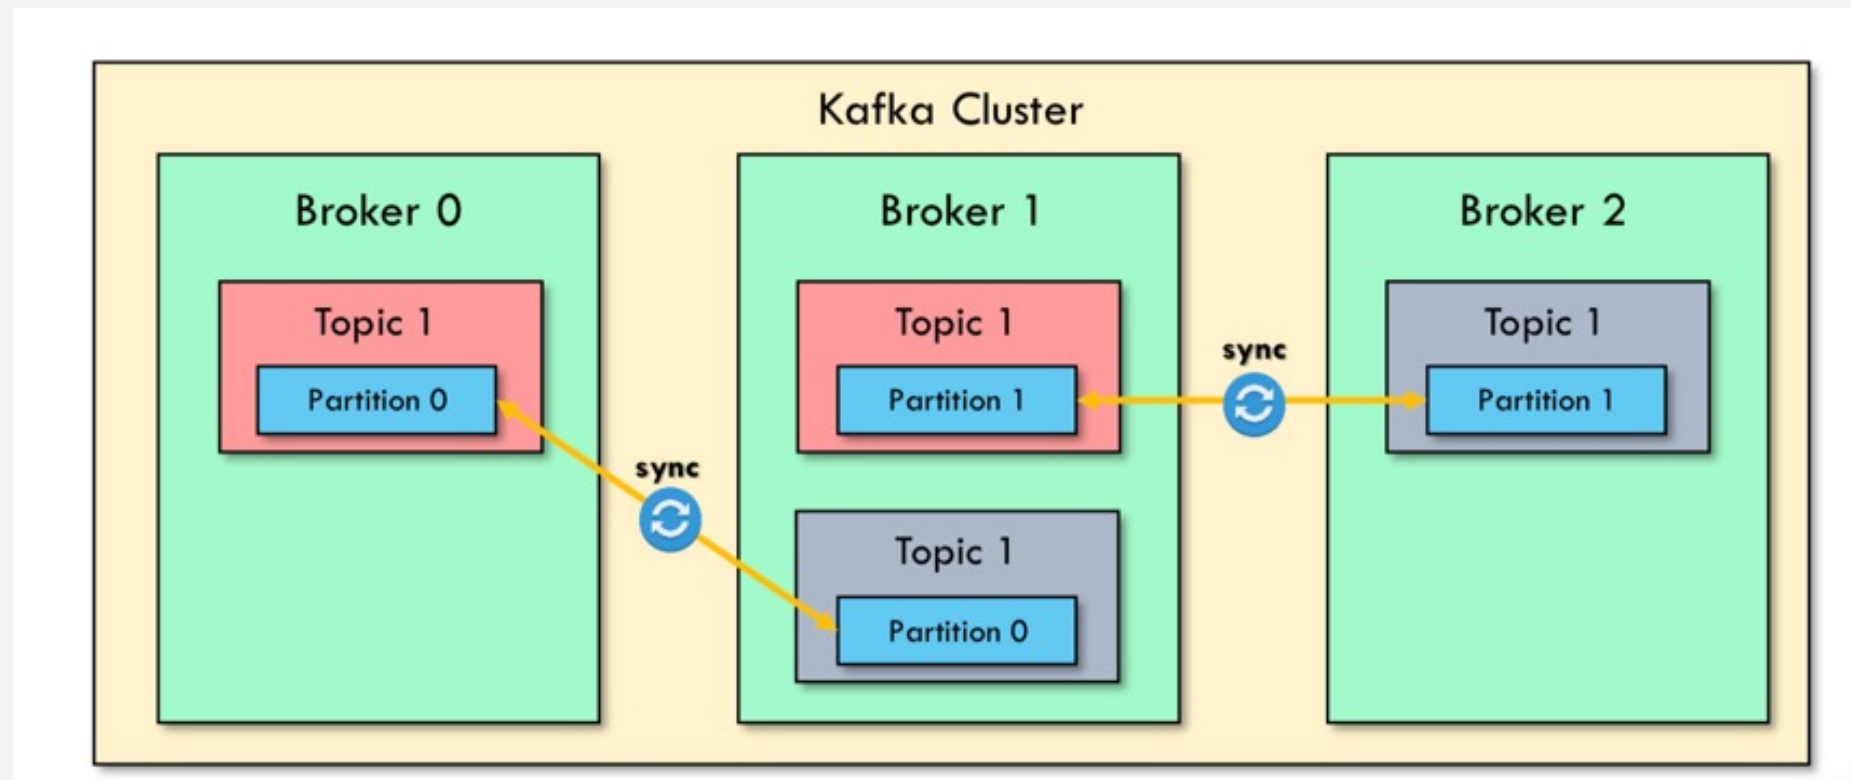 Kafka Cluster
Broker 0
Topic 1
Partition 0
sync
Broker 1
Topic 1
Partition 1
Topic 1
Partition 0
sync
Broker 2
Topic 1
Partition 1